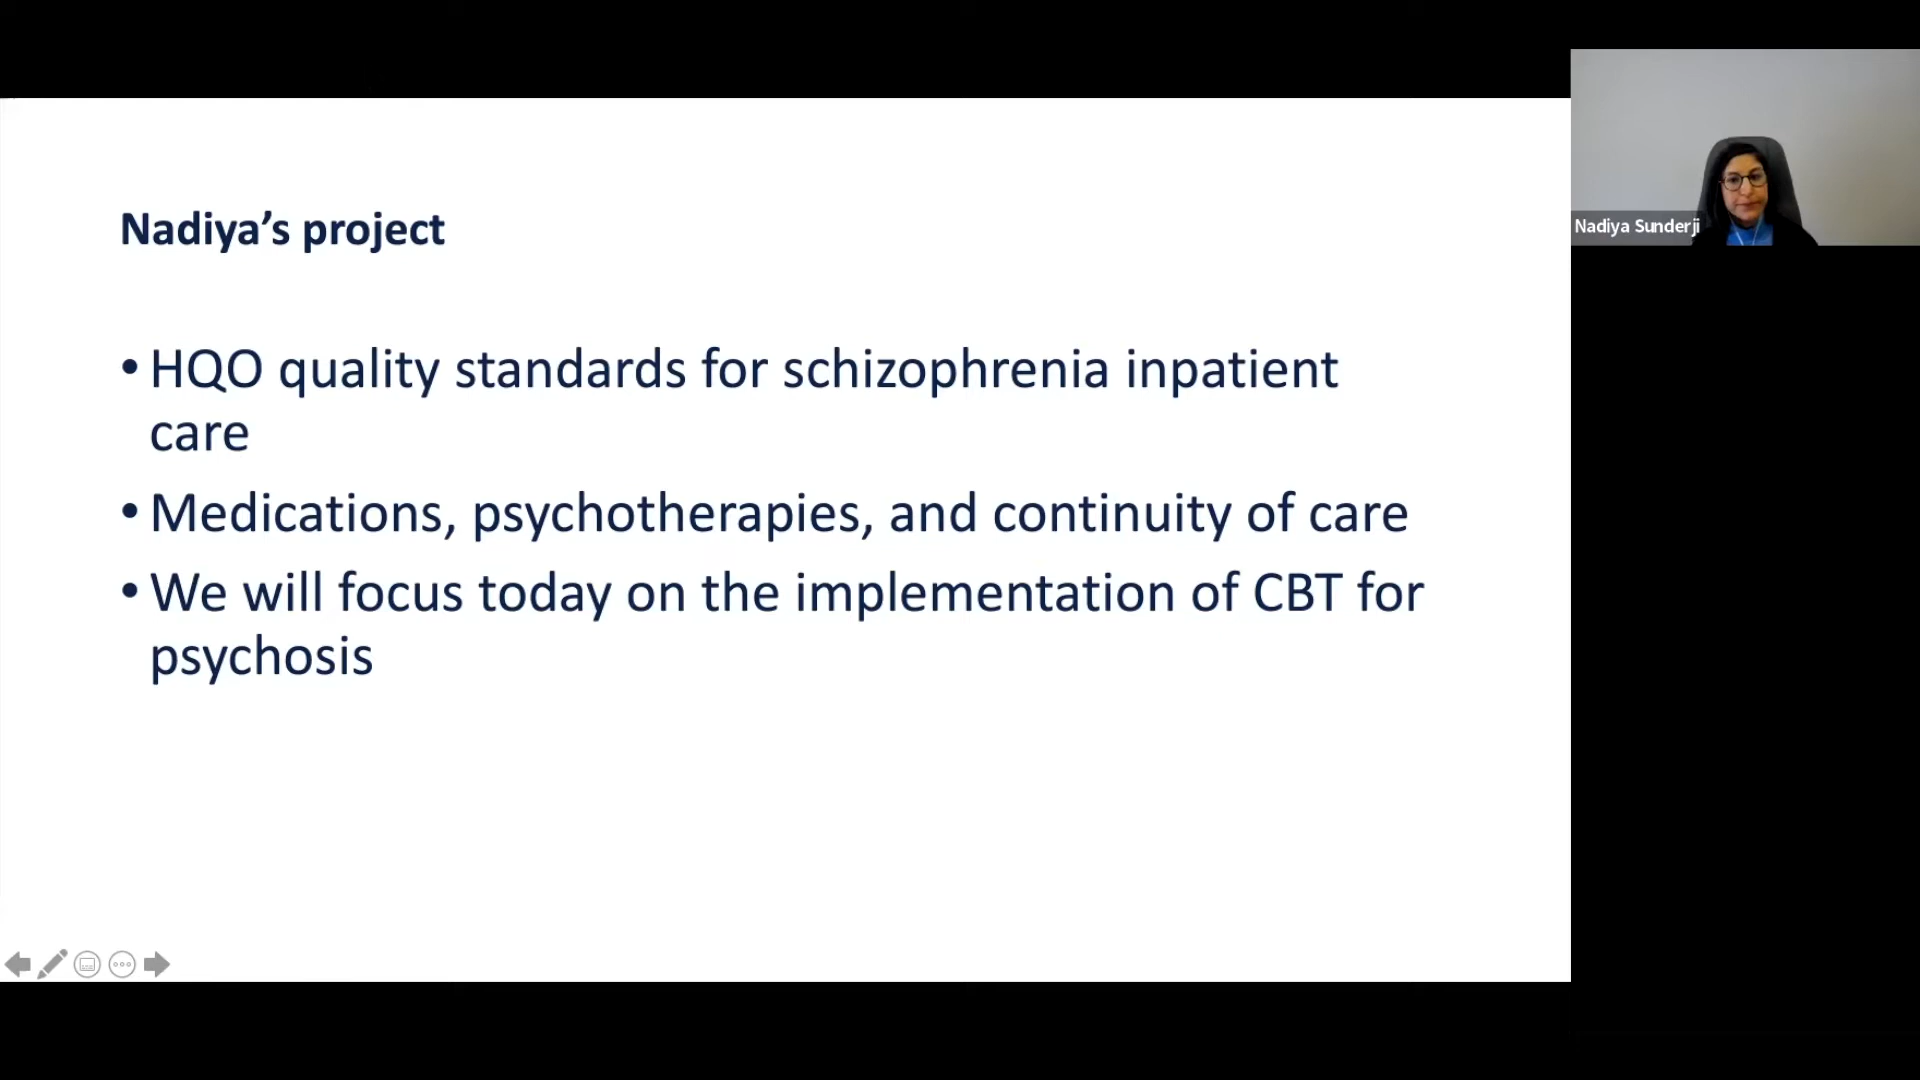 Nadiya’s project
• HQO quality standards for schizophrenia inpatient
care
• Medications, psychotherapies, and continuity of care
• We will focus today on the implementation of CBT for
psychosis
Nadiya Sunderji